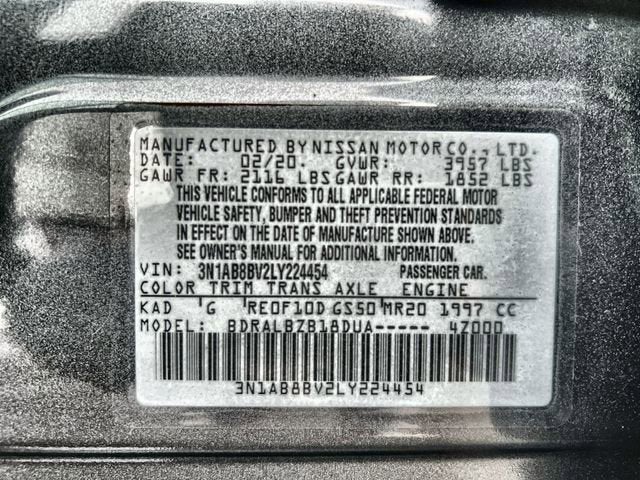 MANUFACTURED BY NISSAN MOTOR CO., LTD.
DATE: 02/20. GVWR: 3957 LBS
GAWR FR: 2116 LBS GAWR RR: 1852 LBS
THIS VEHICLE CONFORMS TO ALL APPLICABLE FEDERAL MOTOR
VEHICLE SAFETY, BUMPER AND THEFT PREVENTION STANDARDS
IN EFFECT ON THE DATE OF MANUFACTURE SHOWN ABOVE.
SEE OWNER'S MANUAL FOR ADDITIONAL INFORMATION.
VIN: 3N1AB8BV2LY224454 PASSENGER CAR.
COLOR TRIM TRANS AXLE ENGINE
KAD G RE0F10D GS50 MR20 1997 CC
MODEL: BDRALBZB18DUA----- 4Z000
3N1AB8BV2LY224454